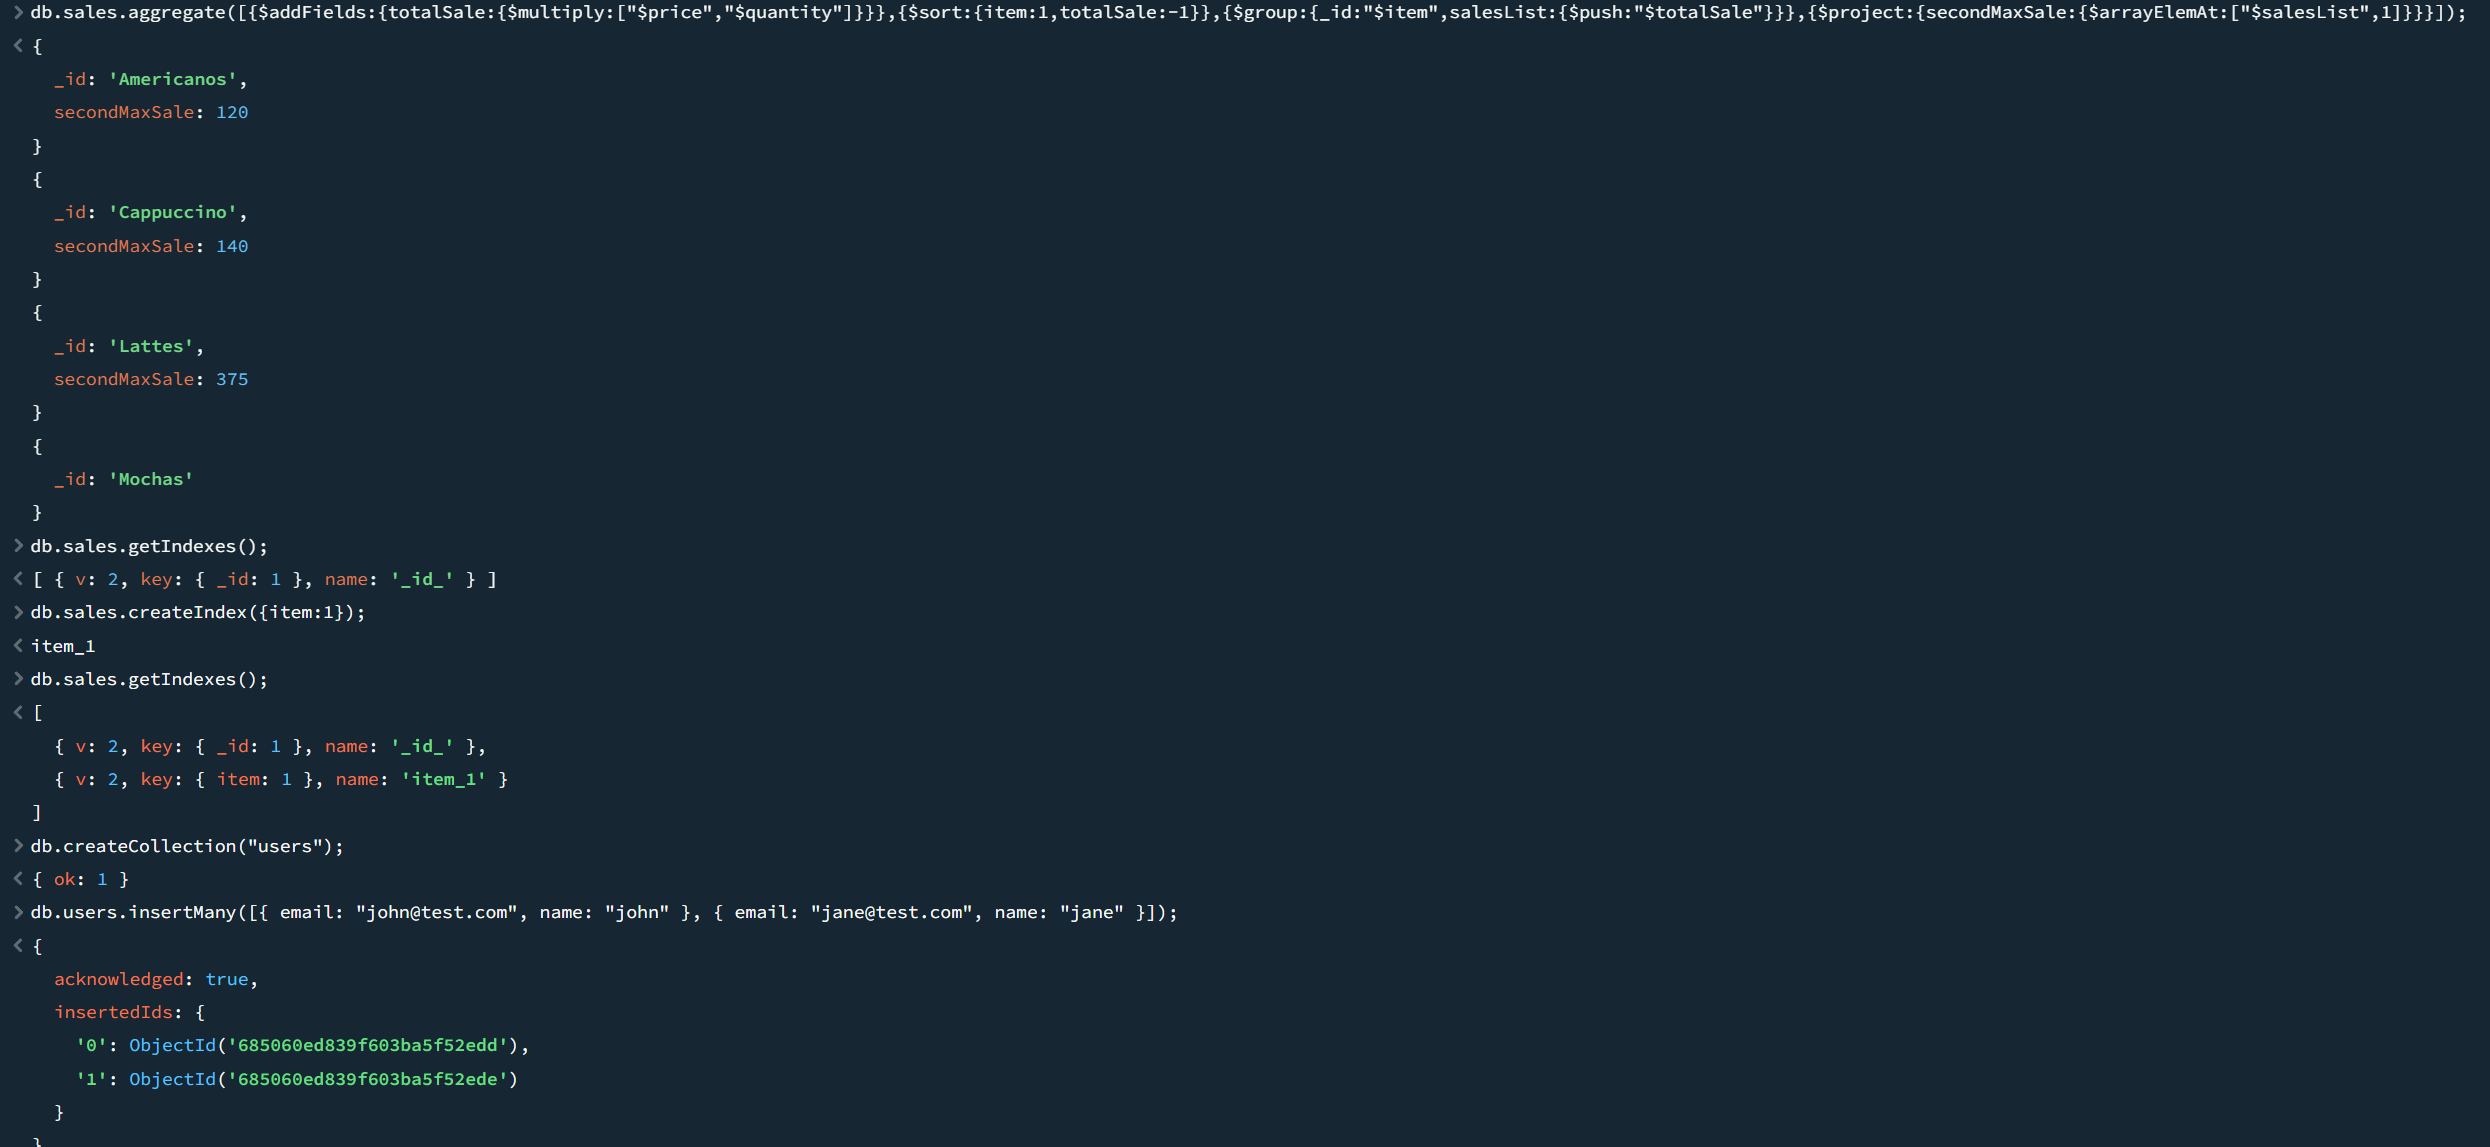 > db.sales.aggregate([{$addFields:{totalSale:{$multiply:["$price","$quantity"]}}},{$sort:{item:1,totalSale:-1}},{$group:{_id:"$item",salesList:{$push:"$totalSale"}}},{$project:{secondMaxSale:{$arrayElemAt:["$salesList",1]}}}]);
< {
    _id: 'Americanos',
    secondMaxSale: 120
  }
  {
    _id: 'Cappuccino',
    secondMaxSale: 140
  }
  {
    _id: 'Lattes',
    secondMaxSale: 375
  }
  {
    _id: 'Mochas'
  }
> db.sales.getIndexes();
< [ { v: 2, key: { _id: 1 }, name: '_id_' } ]
> db.sales.createIndex({item:1});
< item_1
> db.sales.getIndexes();
< [
    { v: 2, key: { _id: 1 }, name: '_id_' },
    { v: 2, key: { item: 1 }, name: 'item_1' }
  ]
> db.createCollection("users");
< { ok: 1 }
> db.users.insertMany([{ email: "john@test.com", name: "john" }, { email: "jane@test.com", name: "jane" }]);
< {
    acknowledged: true,
    insertedIds: {
      '0': ObjectId('685060ed839f603ba5f52edd'),
      '1': ObjectId('685060ed839f603ba5f52ede')
    }
  }